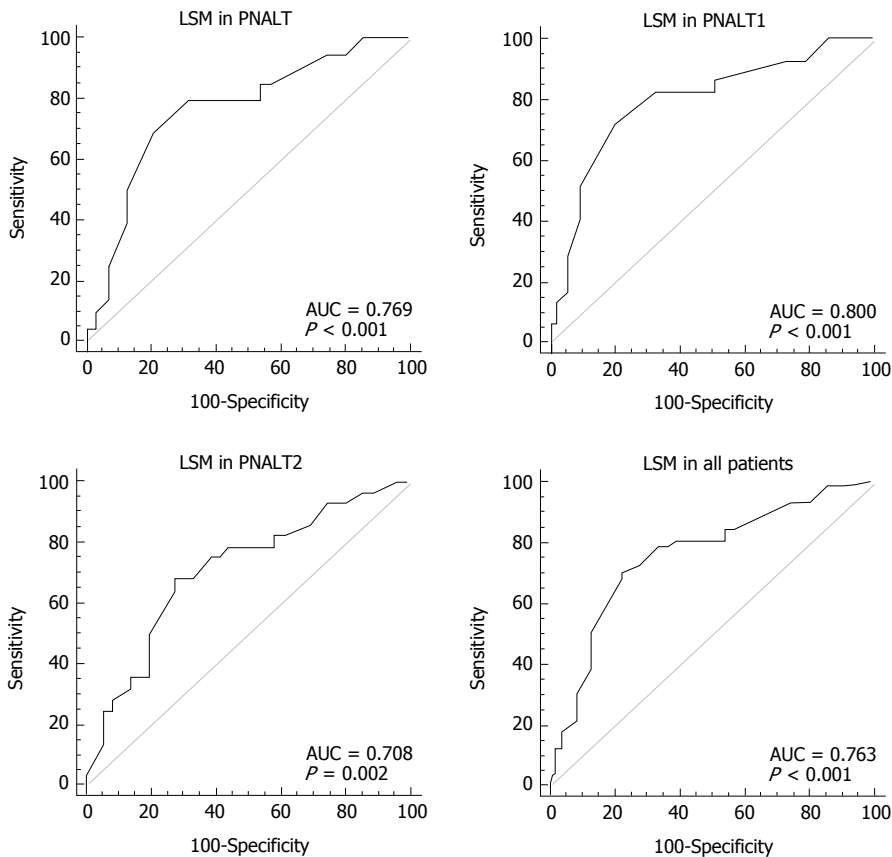 LSM in PNALT
100
80
60
40
20
0
Sensitivity
AUC = 0.769
P < 0.001
0 20 40 60 80 100
100-Specificity
LSM in PNALT1
100
80
60
40
20
0
Sensitivity
AUC = 0.800
P < 0.001
0 20 40 60 80 100
100-Specificity
LSM in PNALT2
100
80
60
40
20
0
Sensitivity
AUC = 0.708
P = 0.002
0 20 40 60 80 100
100-Specificity
LSM in all patients
100
80
60
40
20
0
Sensitivity
AUC = 0.763
P < 0.001
0 20 40 60 80 100
100-Specificity